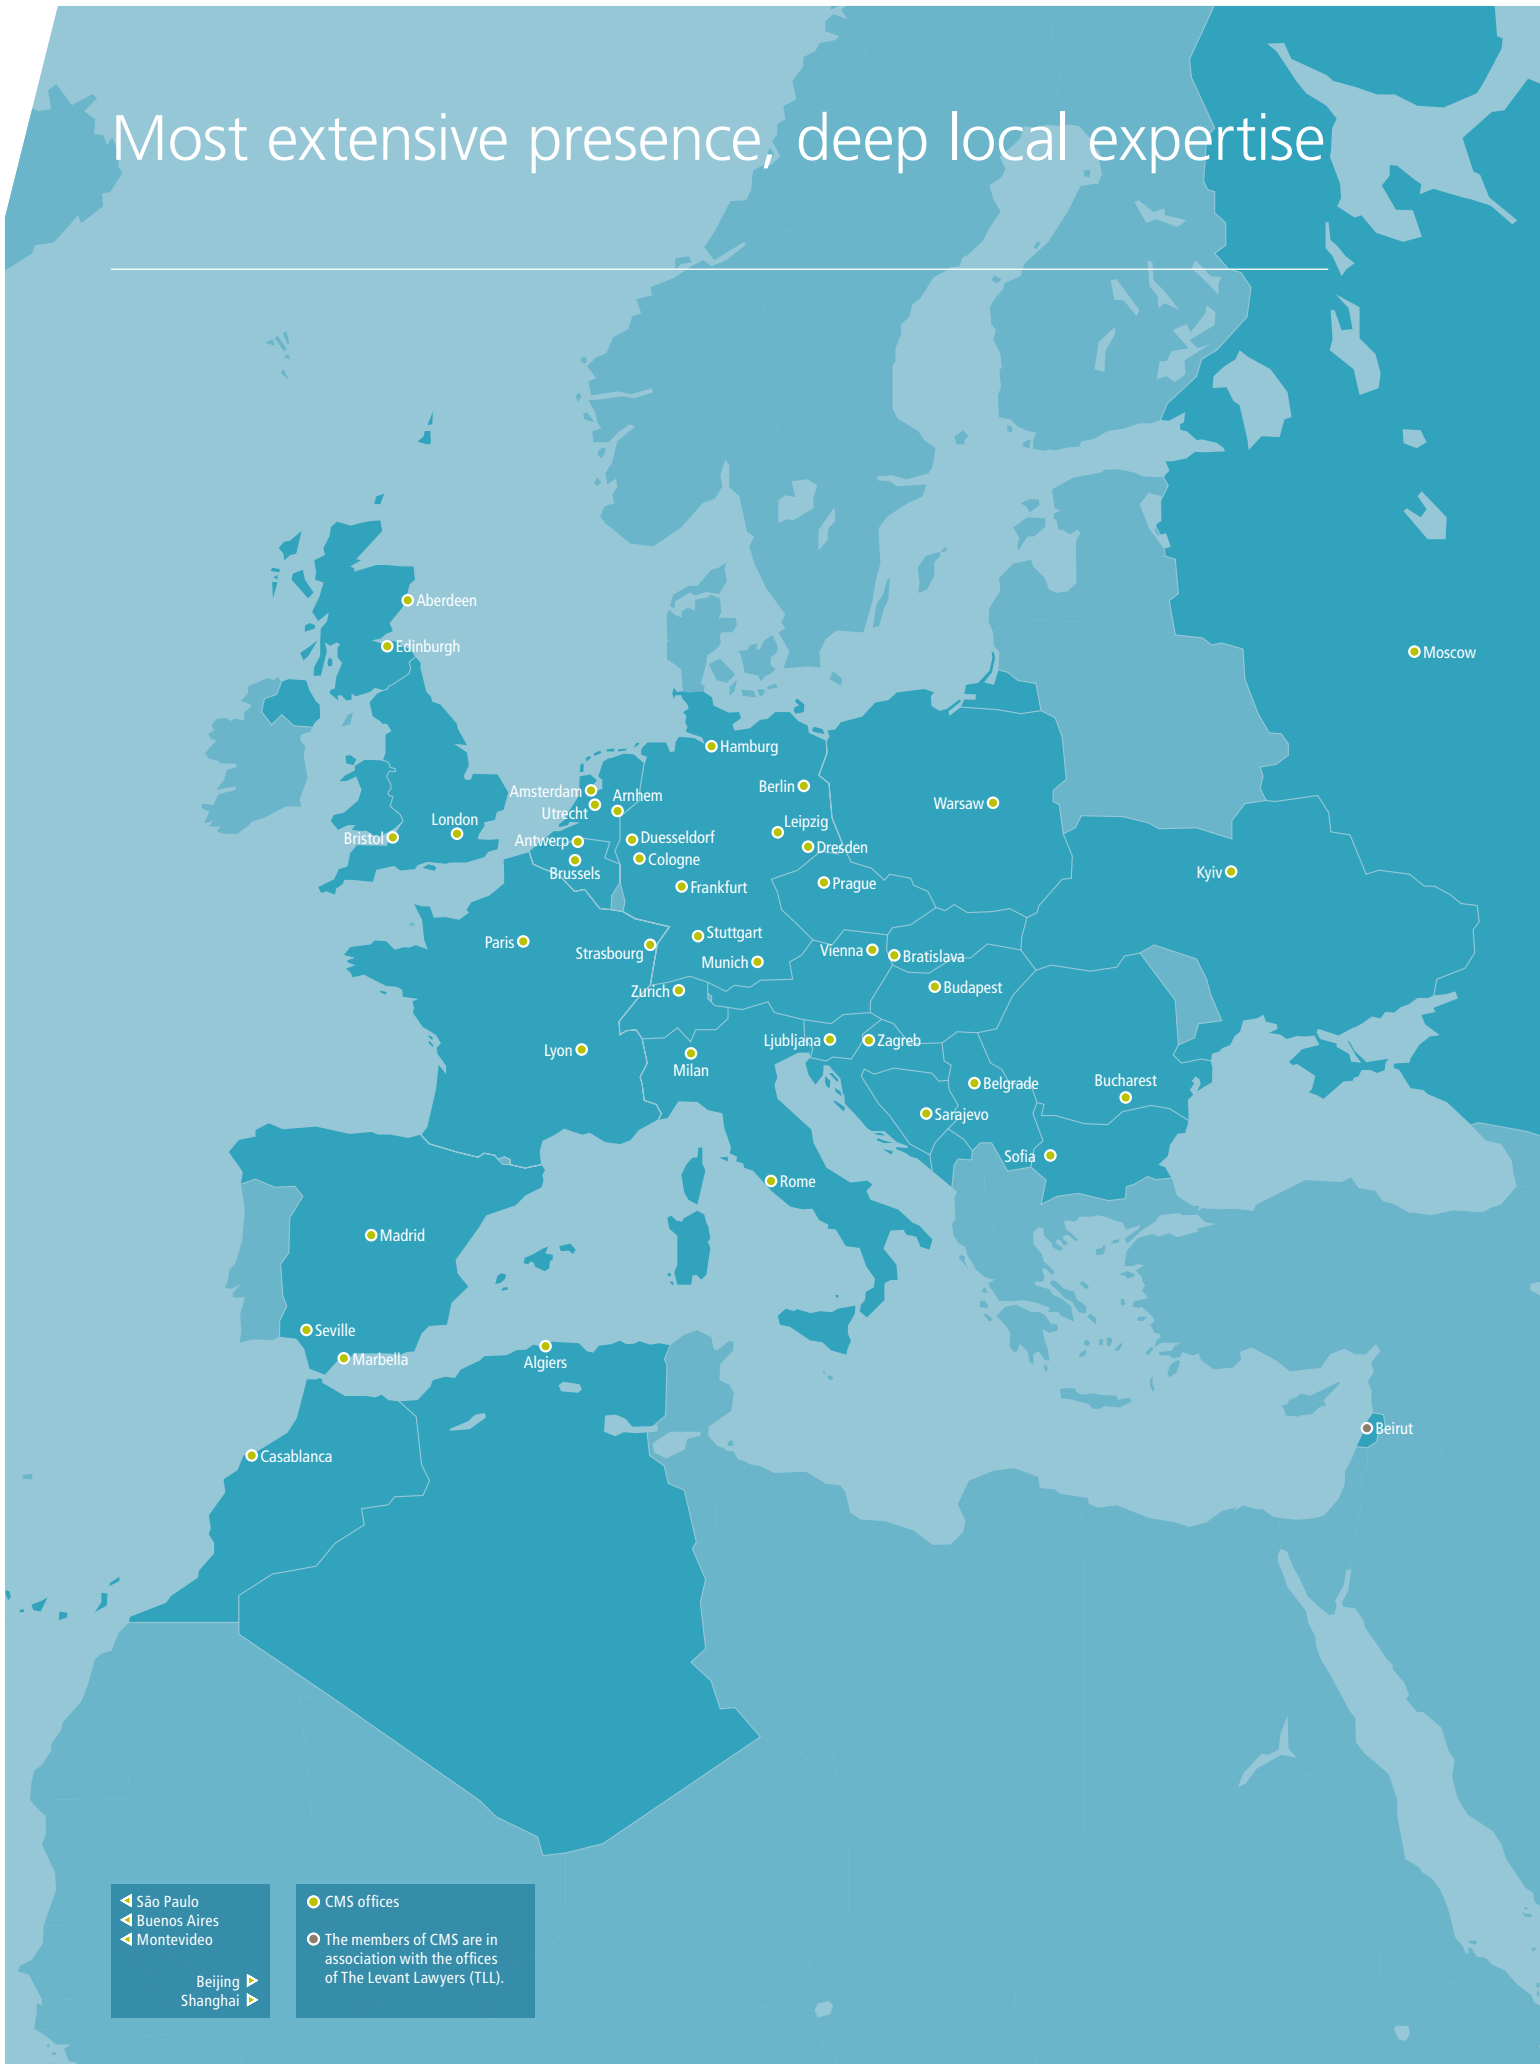 Most extensive presence, deep local expertise
Aberdeen
Edinburgh
Moscow
Hamburg
Berlin
Amsterdam
Arnhem
Utrecht
Warsaw
London
Leipzig
Bristol
Antwerp
Duesseldorf
Dresden
Cologne
Brussels
Kyiv
Frankfurt
Prague
Paris
Stuttgart
Strasbourg
Vienna
Bratislava
Munich
Zurich
Budapest
Ljubljana
Zagreb
Lyon
Milan
Belgrade
Bucharest
Sarajevo
Sofia
Rome
Madrid
Seville
Marbella
Algiers
Beirut
Casablanca
São Paulo
Buenos Aires
Montevideo
Beijing
Shanghai
CMS offices
The members of CMS are in
association with the offices
of The Levant Lawyers (TLL).